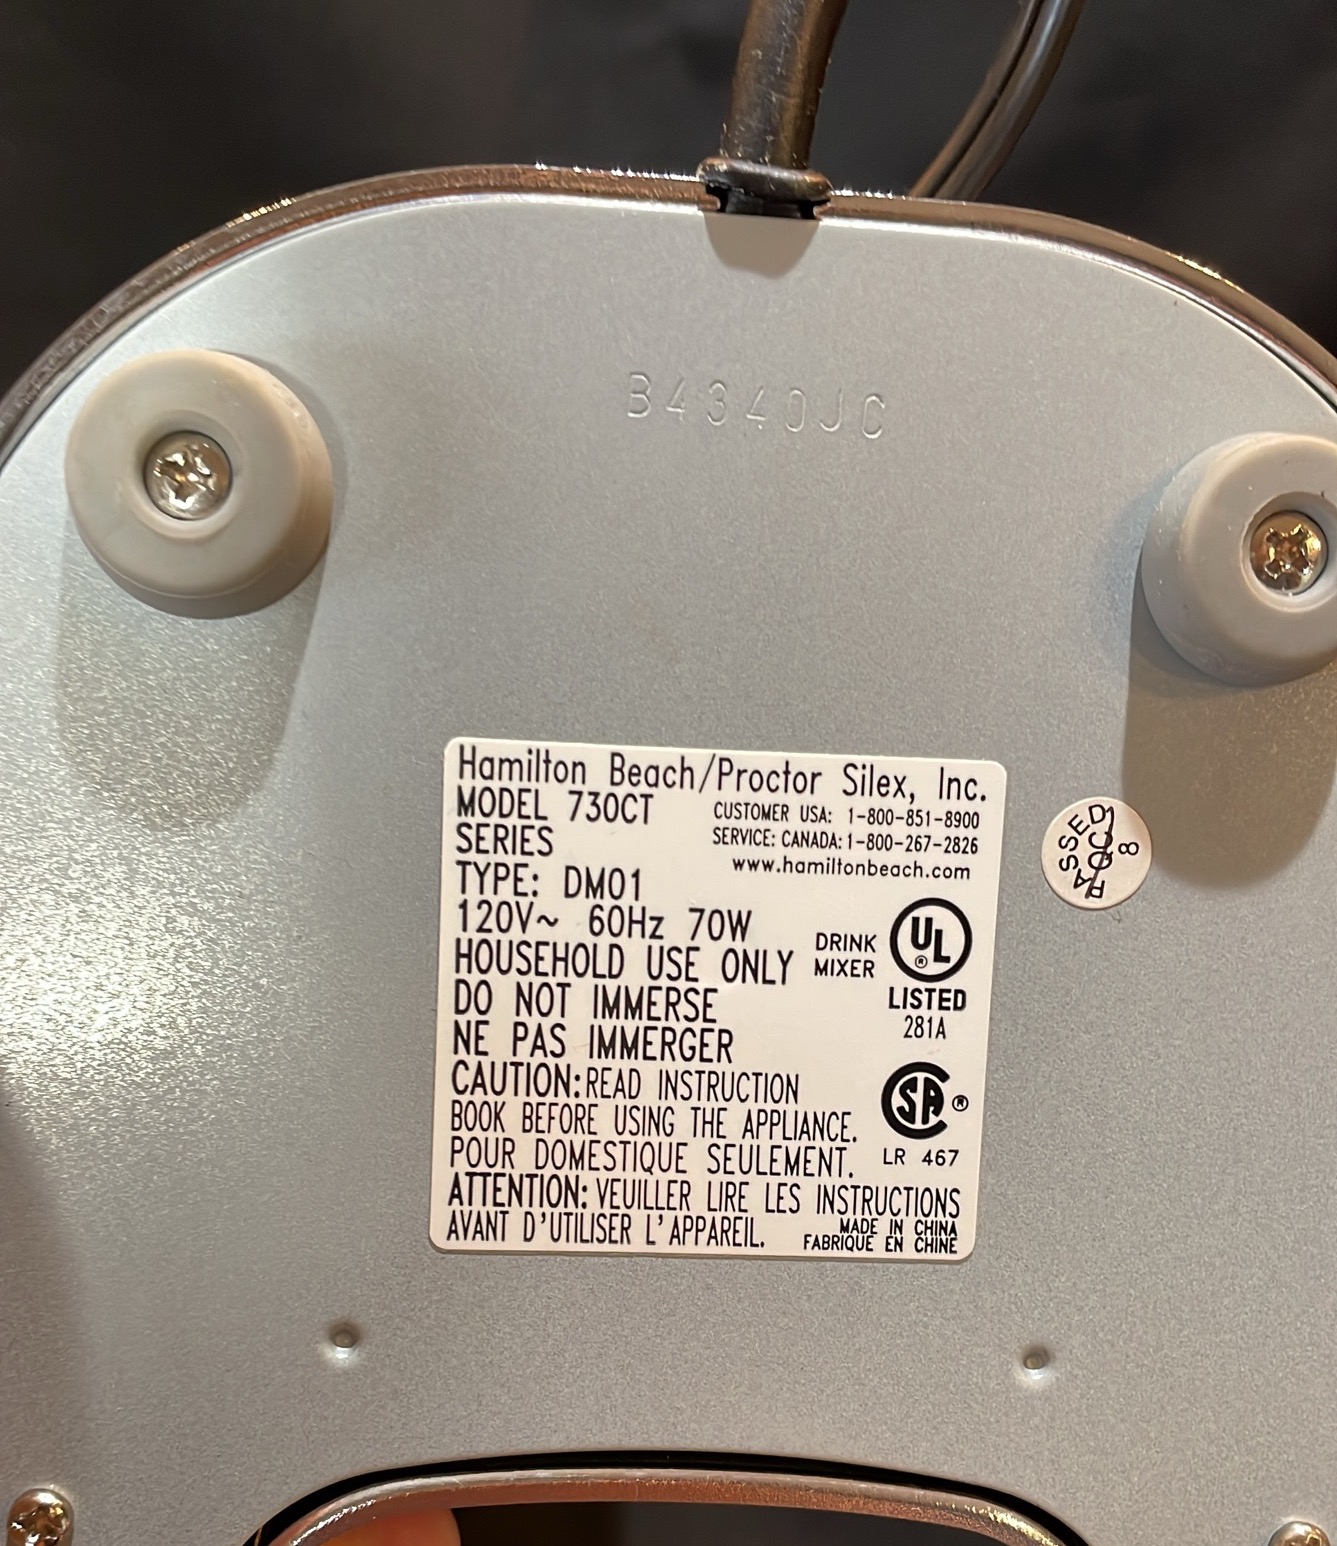 B4340JC
Hamilton Beach/Proctor Silex, Inc.
MODEL 730CT
CUSTOMER USA: 1-800-851-8900
SERIES
SERVICE: CANADA: 1-800-267-2826
www.hamiltonbeach.com
TYPE: DM01
120V~ 60Hz 70W
HOUSEHOLD USE ONLY
DRINK
MIXER
UL ®
LISTED
281A
DO NOT IMMERSE
NE PAS IMMERGER
CAUTION: READ INSTRUCTION
BOOK BEFORE USING THE APPLIANCE.
SA ®
LR 467
POUR DOMESTIQUE SEULEMENT.
ATTENTION: VEUILLER LIRE LES INSTRUCTIONS
AVANT D'UTILISER L'APPAREIL.
MADE IN CHINA
FABRIQUE EN CHINE
PASSED
8